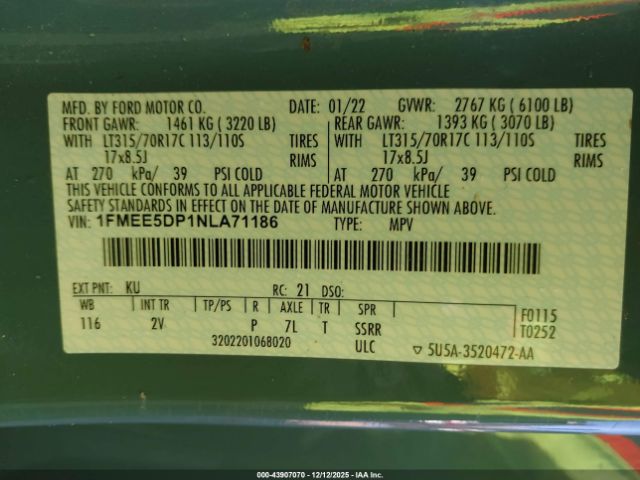 MFD. BY FORD MOTOR CO. DATE: 01/22 GVWR: 2767 KG ( 6100 LB)
FRONT GAWR: 1461 KG ( 3220 LB) REAR GAWR: 1393 KG ( 3070 LB)
WITH LT315/70R17C 113/110S TIRES WITH LT315/70R17C 113/110S TIRES
17x8.5J RIMS 17x8.5J RIMS
AT 270 kPa/ 39 PSI COLD AT 270 kPa/ 39 PSI COLD
THIS VEHICLE CONFORMS TO ALL APPLICABLE FEDERAL MOTOR VEHICLE
SAFETY STANDARDS IN EFFECT ON THE DATE OF MANUFACTURE SHOWN ABOVE.
VIN: 1FMEE5DP1NLA71186 TYPE: MPV
EXT PNT: KU RC: 21 DSO:
WB INT TR TP/PS R AXLE TR SPR F0115
116 2V P 7L T SSRR T0252
3202201068020 ULC ▽ 5U5A-3520472-AA
000-43907070 - 12/12/2025 - IAA Inc.